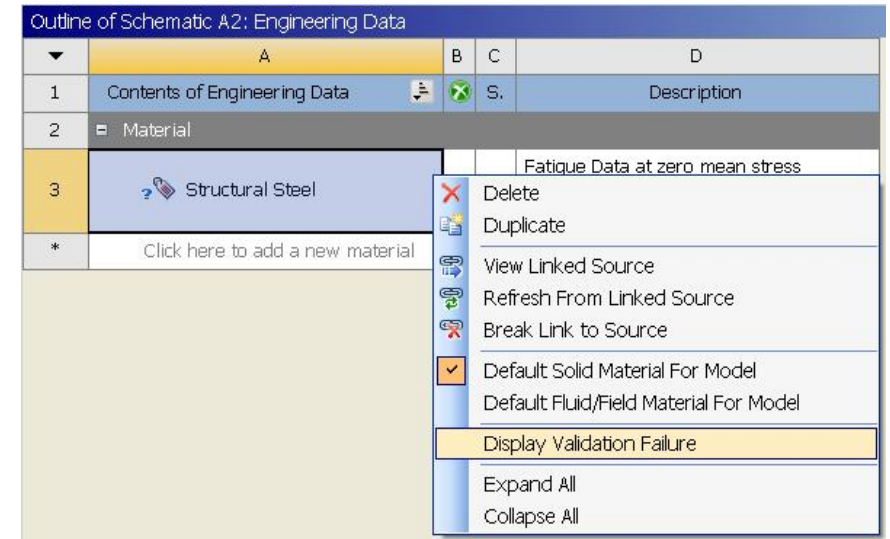 Outline of Schematic A2: Engineering Data
A B C D
1 Contents of Engineering Data S. Description
2 Material
3 Structural Steel Fatigue Data at zero mean stress
* Click here to add a new material
Delete
Duplicate
View Linked Source
Refresh From Linked Source
Break Link to Source
Default Solid Material For Model
Default Fluid/Field Material For Model
Display Validation Failure
Expand All
Collapse All